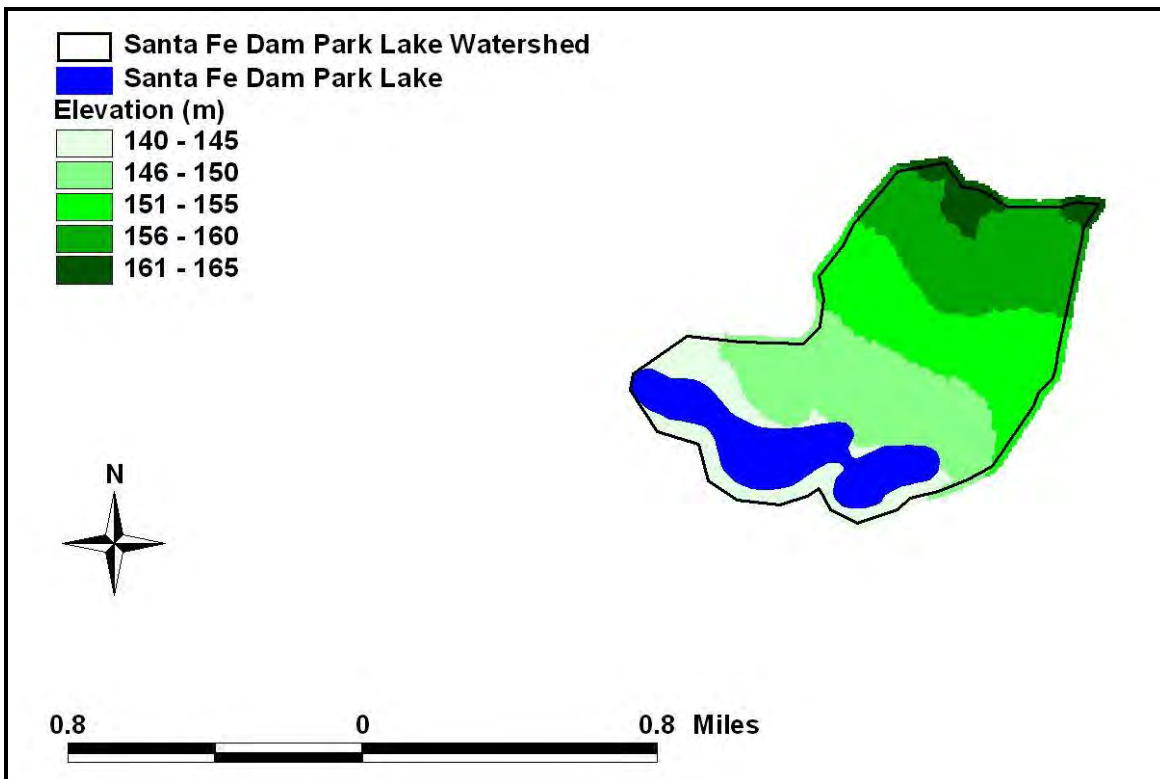 Santa Fe Dam Park Lake Watershed
Santa Fe Dam Park Lake
Elevation (m)
140 - 145
146 - 150
151 - 155
156 - 160
161 - 165
N
0.8 0 0.8 Miles